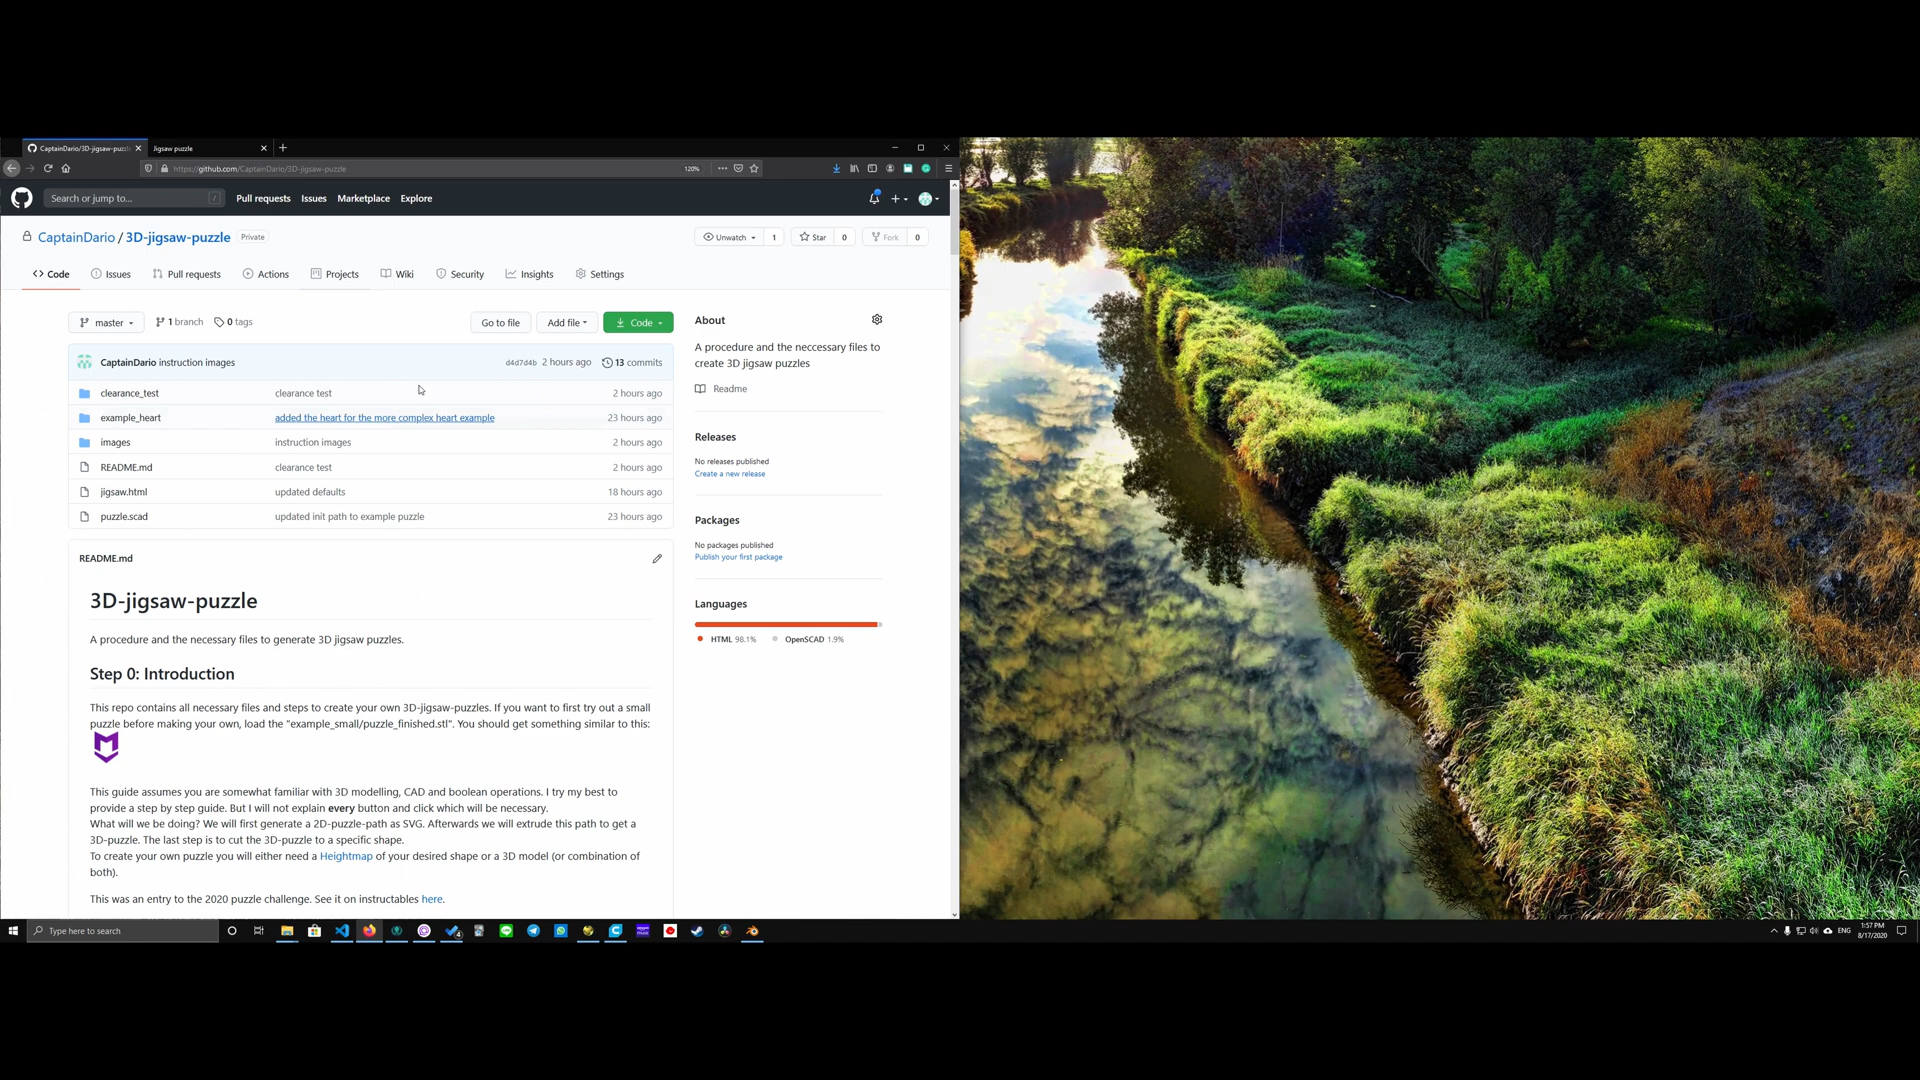 CaptainDario/3D-jigsaw-puzzle
Jigsaw puzzle
https://github.com/CaptainDario/3D-jigsaw-puzzle
120%
Search or jump to...
/
Pull requests
Issues
Marketplace
Explore
CaptainDario / 3D-jigsaw-puzzle
Private
Unwatch
1
Star
0
Fork
0
Code
Issues
Pull requests
Actions
Projects
Wiki
Security
Insights
Settings
master
1 branch
0 tags
Go to file
Add file
Code
CaptainDario instruction images
d4d7d4b 2 hours ago
13 commits
clearance_test
clearance test
2 hours ago
example_heart
added the heart for the more complex heart example
23 hours ago
images
instruction images
2 hours ago
README.md
clearance test
2 hours ago
jigsaw.html
updated defaults
18 hours ago
puzzle.scad
updated init path to example puzzle
23 hours ago
README.md
3D-jigsaw-puzzle
A procedure and the necessary files to generate 3D jigsaw puzzles.
Step 0: Introduction
This repo contains all necessary files and steps to create your own 3D-jigsaw-puzzles. If you want to first try out a small
puzzle before making your own, load the "example_small/puzzle_finished.stl". You should get something similar to this:
This guide assumes you are somewhat familiar with 3D modelling, CAD and boolean operations. I try my best to
provide a step by step guide. But I will not explain every button and click which will be necessary.
What will we be doing? We will first generate a 2D-puzzle-path as SVG. Afterwards we will extrude this path to get a
3D-puzzle. The last step is to cut the 3D-puzzle to a specific shape.
To create your own puzzle you will either need a Heightmap of your desired shape or a 3D model (or combination of
both).
This was an entry to the 2020 puzzle challenge. See it on instructables here.
About
A procedure and the neccessary files to
create 3D jigsaw puzzles
Readme
Releases
No releases published
Create a new release
Packages
No packages published
Publish your first package
Languages
HTML 98.1%
OpenSCAD 1.9%
Type here to search
4
ENG
1:57 PM
8/17/2020